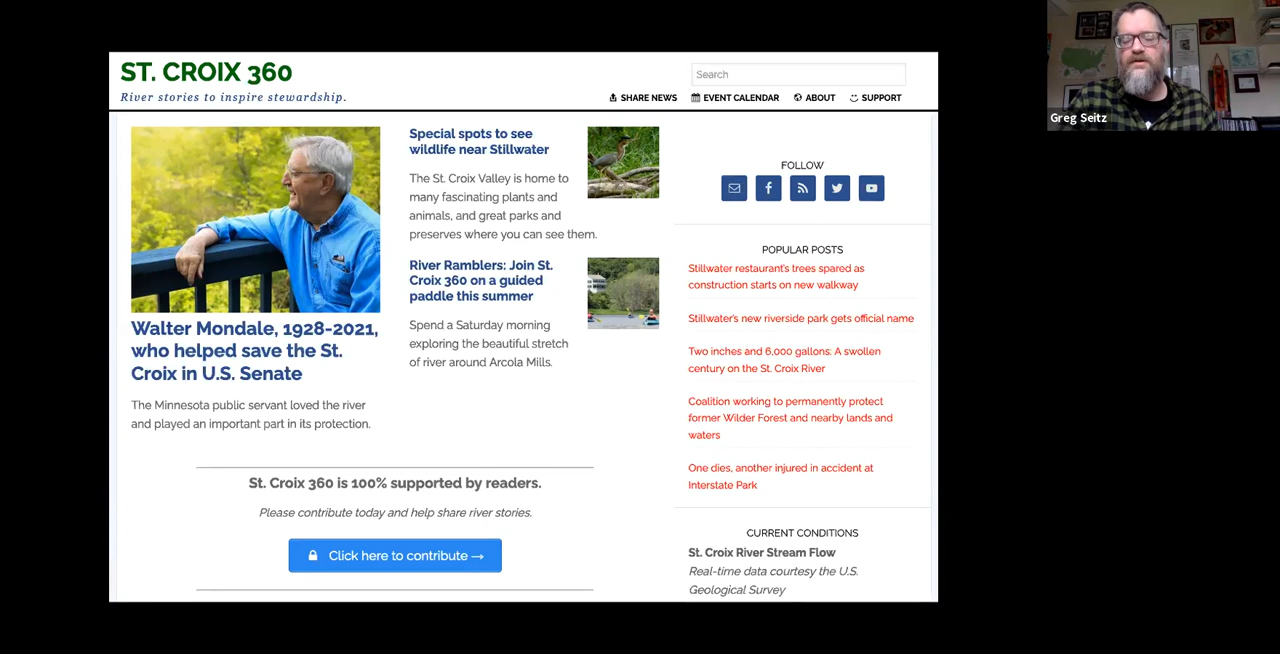 ST. CROIX 360
River stories to inspire stewardship.
Search
SHARE NEWS
EVENT CALENDAR
ABOUT
SUPPORT
Walter Mondale, 1928-2021,
who helped save the St.
Croix in U.S. Senate
The Minnesota public servant loved the river
and played an important part in its protection.
Special spots to see
wildlife near Stillwater
The St. Croix Valley is home to
many fascinating plants and
animals, and great parks and
preserves where you can see them.
River Ramblers: Join St.
Croix 360 on a guided
paddle this summer
Spend a Saturday morning
exploring the beautiful stretch
of river around Arcola Mills.
St. Croix 360 is 100% supported by readers.
Please contribute today and help share river stories.
Click here to contribute →
FOLLOW
POPULAR POSTS
Stillwater restaurant's trees spared as
construction starts on new walkway
Stillwater's new riverside park gets official name
Two inches and 6,000 gallons: A swollen
century on the St. Croix River
Coalition working to permanently protect
former Wilder Forest and nearby lands and
waters
One dies, another injured in accident at
Interstate Park
CURRENT CONDITIONS
St. Croix River Stream Flow
Real-time data courtesy the U.S.
Geological Survey
Greg Seitz